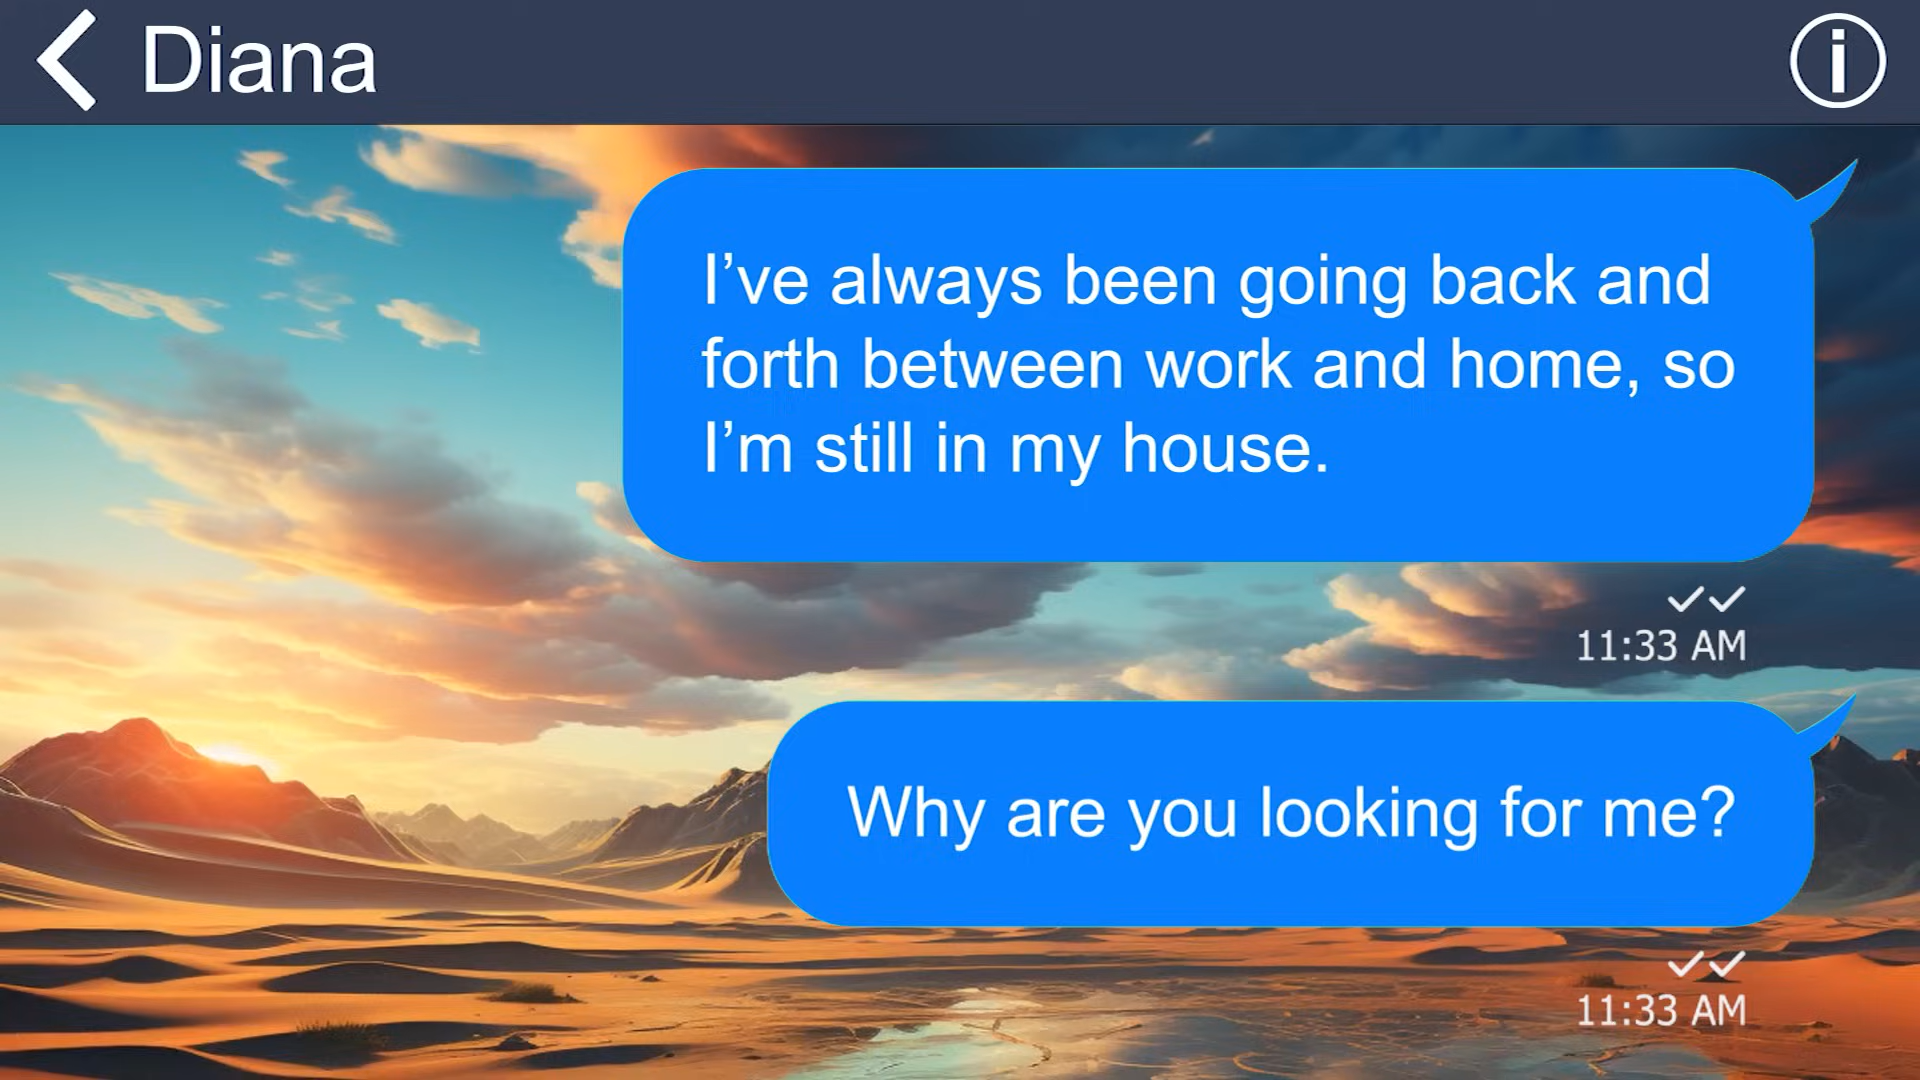 Diana
I’ve always been going back and
forth between work and home, so
I’m still in my house.
11:33 AM
Why are you looking for me?
11:33 AM